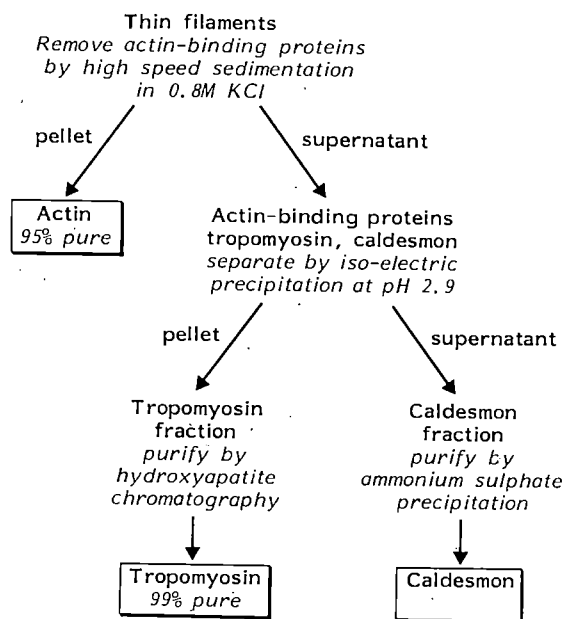 Thin filaments
Remove actin-binding proteins
by high speed sedimentation
in 0.8M KCl
pellet
supernatant
Actin
95% pure
Actin-binding proteins
tropomyosin, caldesmon
separate by iso-electric
precipitation at pH 2.9
pellet
supernatant
Tropomyosin
fraction
purify by
hydroxyapatite
chromatography
Caldesmon
fraction
purify by
ammonium sulphate
precipitation
Tropomyosin
99% pure
Caldesmon